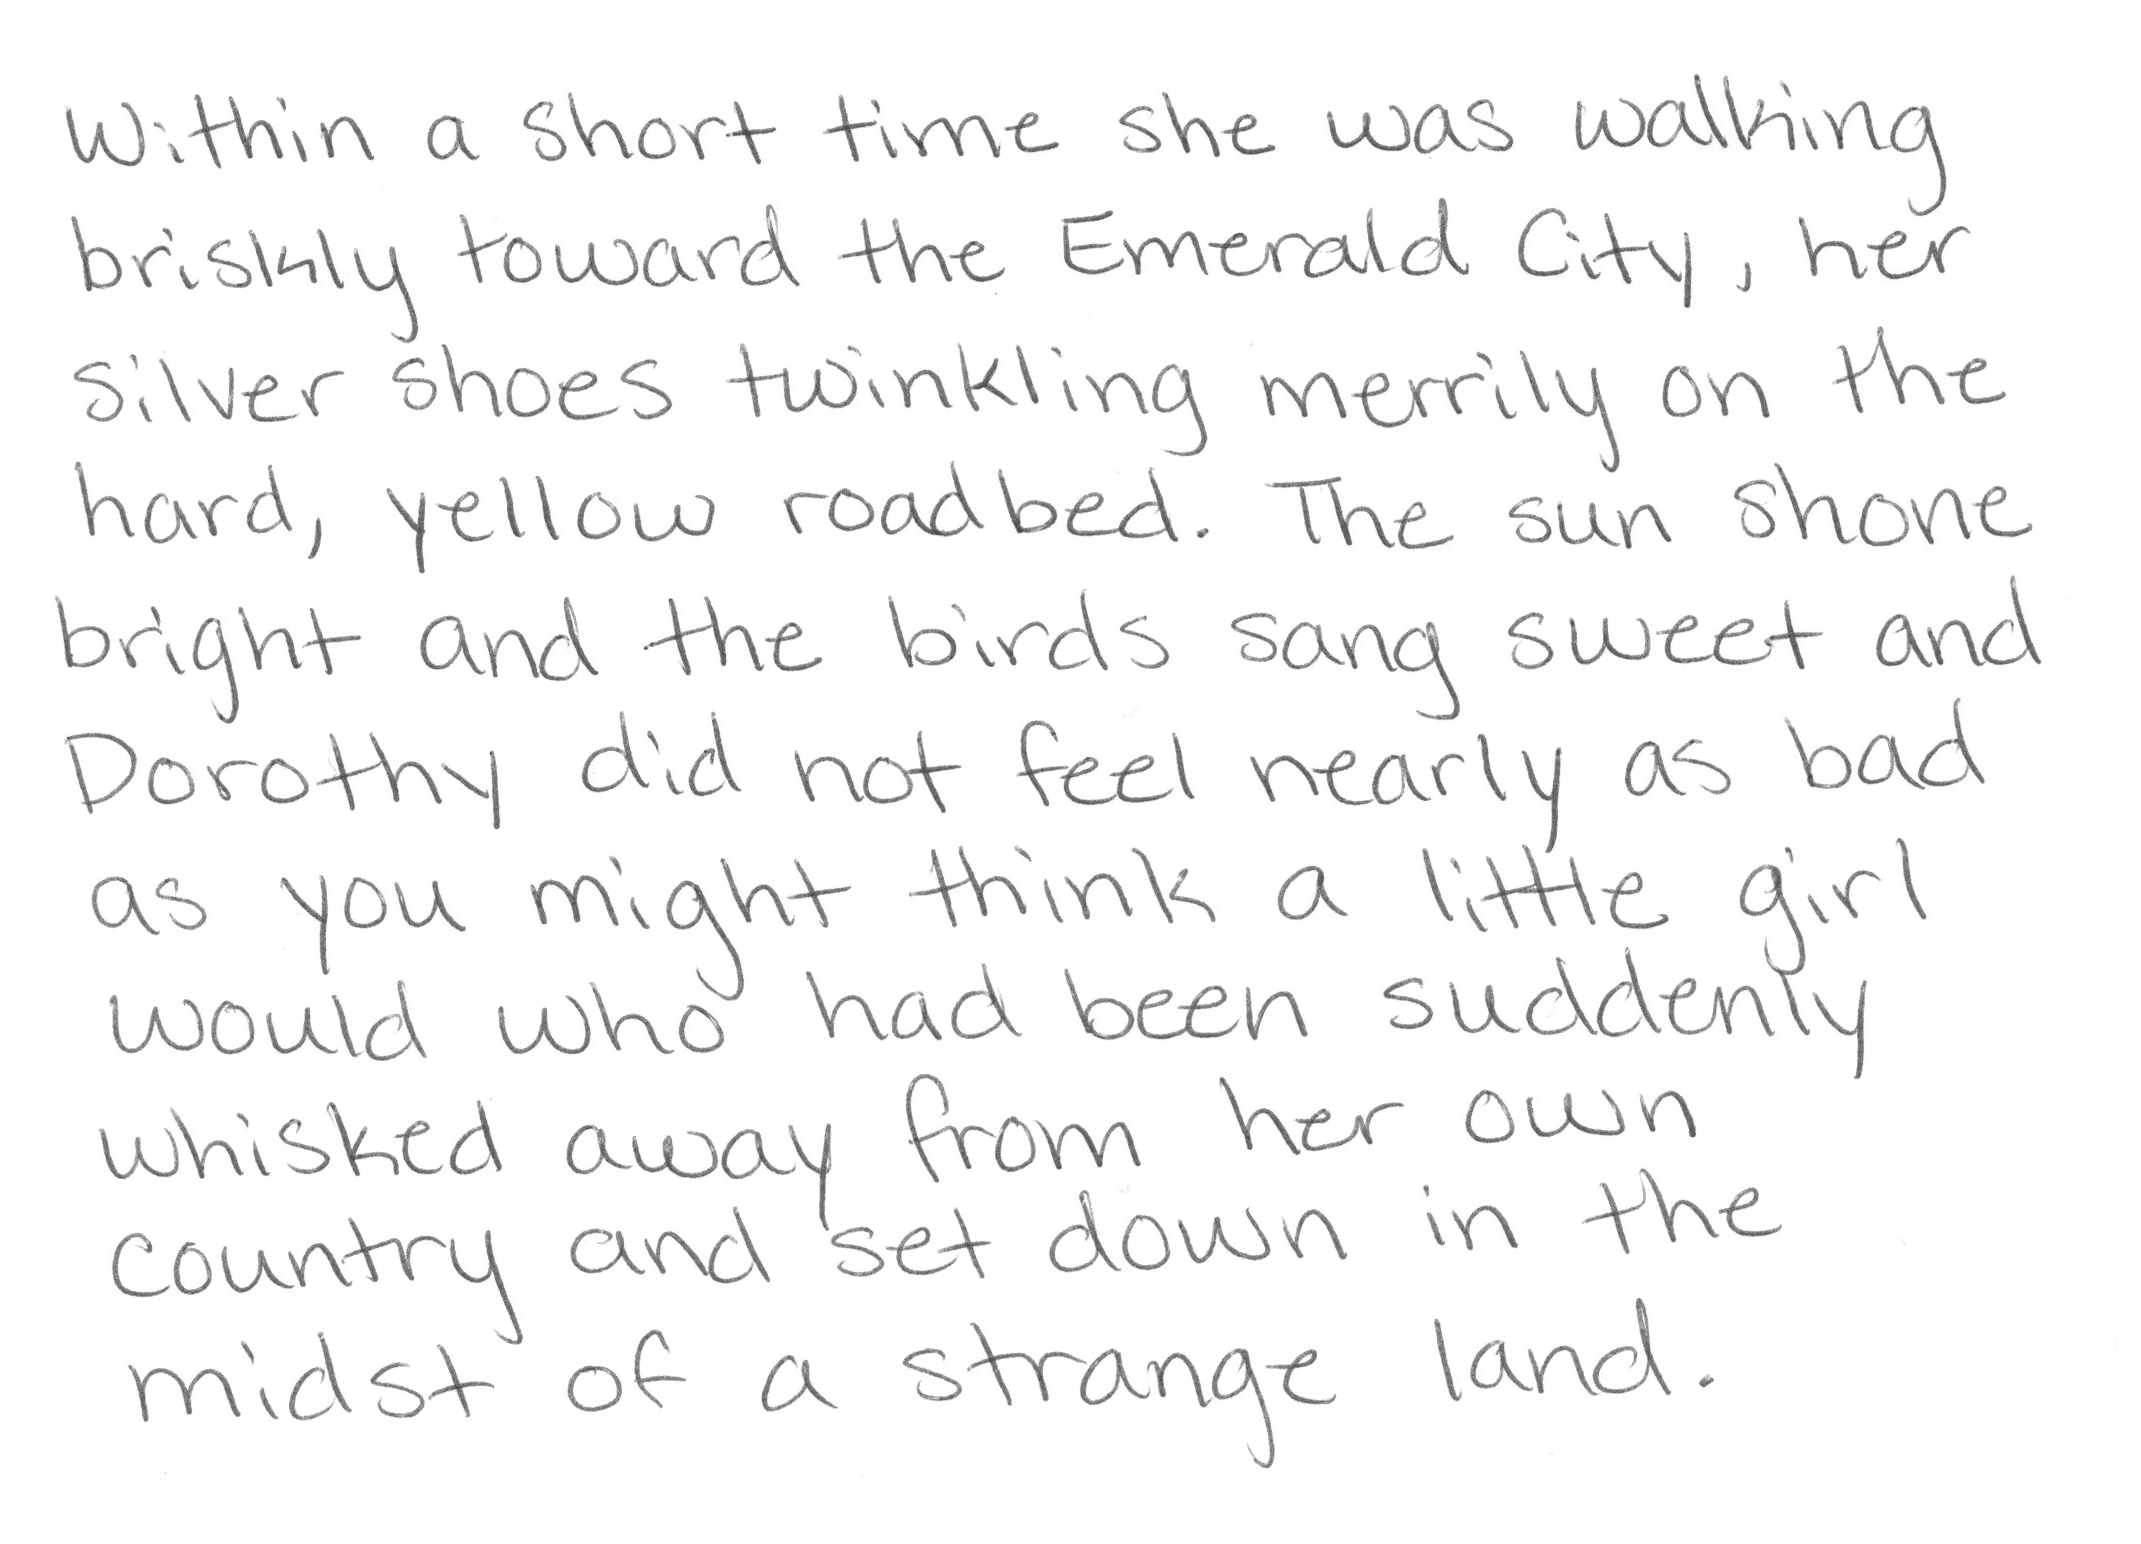 Within a short time she was walking
briskly toward the Emerald City, her
silver shoes twinkling merrily on the
hard, yellow roadbed. The sun shone
bright and the birds sang sweet and
Dorothy did not feel nearly as bad
as you might think a little girl
would who had been suddenly
whisked away from her own
country and set down in the
midst of a strange land.